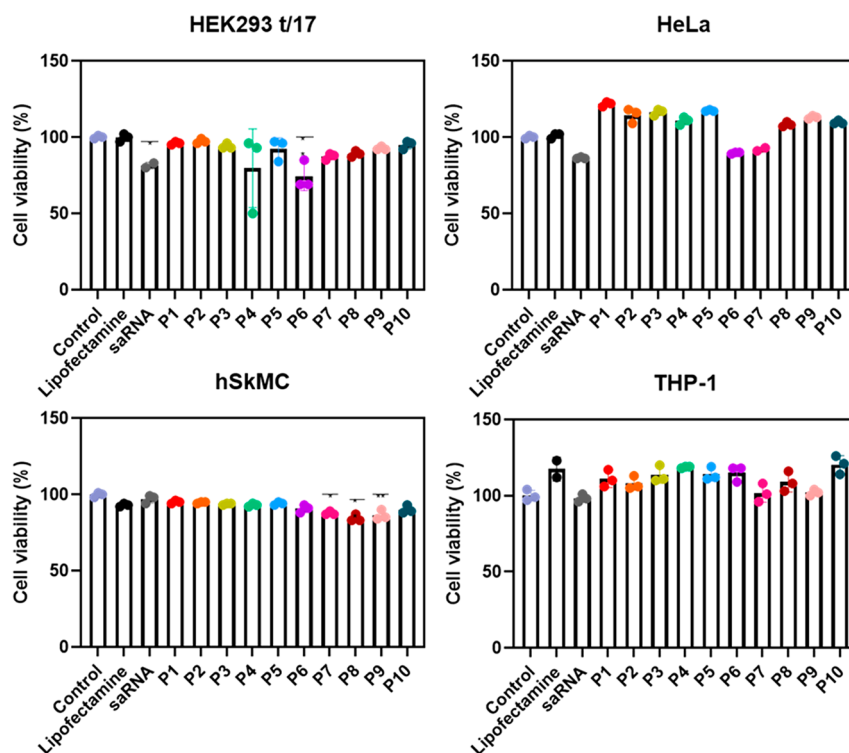 HEK293 t/17
Cell viability (%)
150
100
50
0
Control
Lipofectamine
saRNA
P1
P2
P3
P4
P5
P6
P7
P8
P9
P10
HeLa
Cell viability (%)
150
100
50
0
Control
Lipofectamine
saRNA
P1
P2
P3
P4
P5
P6
P7
P8
P9
P10
hSkMC
Cell viability (%)
150
100
50
0
Control
Lipofectamine
saRNA
P1
P2
P3
P4
P5
P6
P7
P8
P9
P10
THP-1
Cell viability (%)
150
100
50
0
Control
Lipofectamine
saRNA
P1
P2
P3
P4
P5
P6
P7
P8
P9
P10